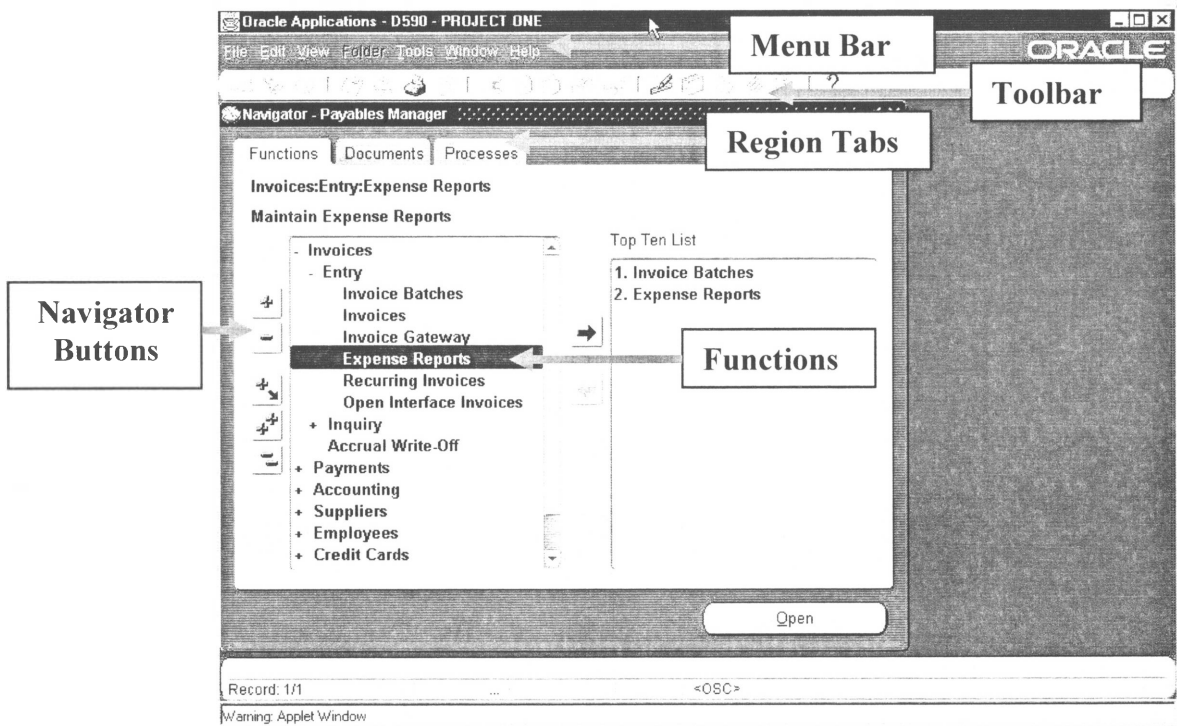 Oracle Applications - D590 - PROJECT ONE
File Edit View Folder Tools Window Help
Menu Bar
ORACLE
?
Toolbar
Navigator - Payables Manager
Region Tabs
Functions Documents Processes
Invoices:Entry:Expense Reports
Maintain Expense Reports
- Invoices
- Entry
Invoice Batches
Invoices
Invoice Gateway
Expense Reports
Recurring Invoices
Open Interface Invoices
+ Inquiry
Accrual Write-Off
+ Payments
+ Accounting
+ Suppliers
+ Employees
+ Credit Cards
Top Ten List
1. Invoice Batches
2. Expense Reports
Navigator
Buttons
Functions
Open
Record: 1/1 ... <OSC>
Warning: Applet Window